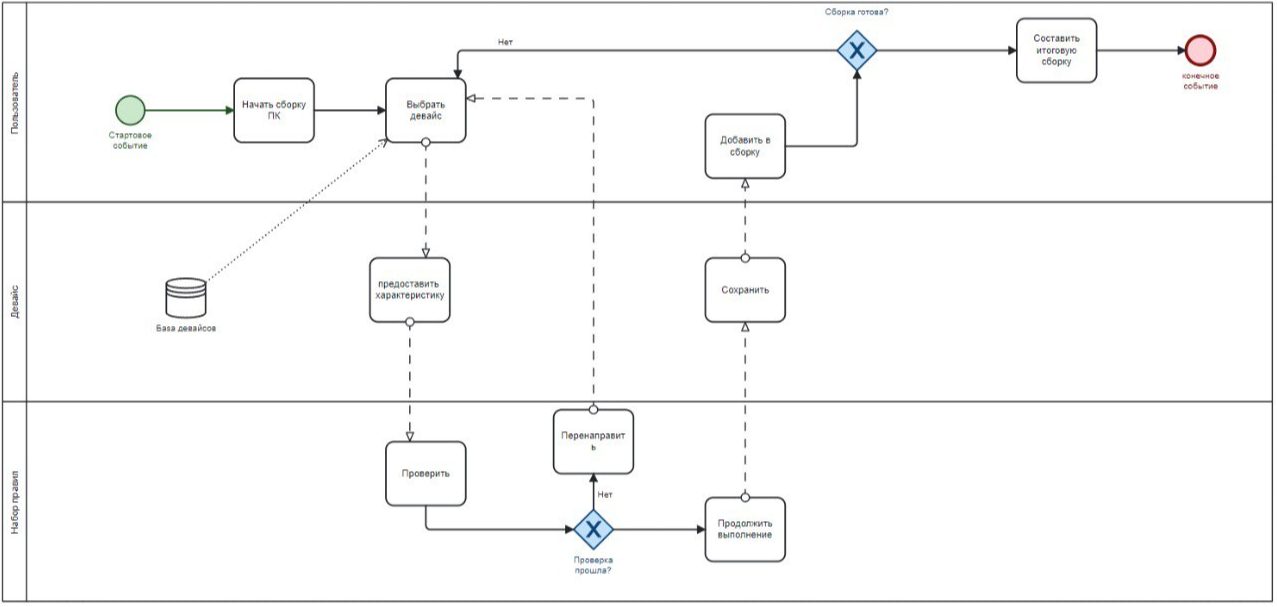 Пользователь
Сборка готова?
Нет
Составить
итоговую
сборку
конечное
событие
Стартовое
событие
Начать сборку
ПК
Выбрать
девайс
Добавить в
сборку
Девайс
База девайсов
предоставить
характеристику
Сохранить
Набор правил
Проверить
Перенаправит
ь
Нет
Проверка
прошла?
Продолжить
выполнение